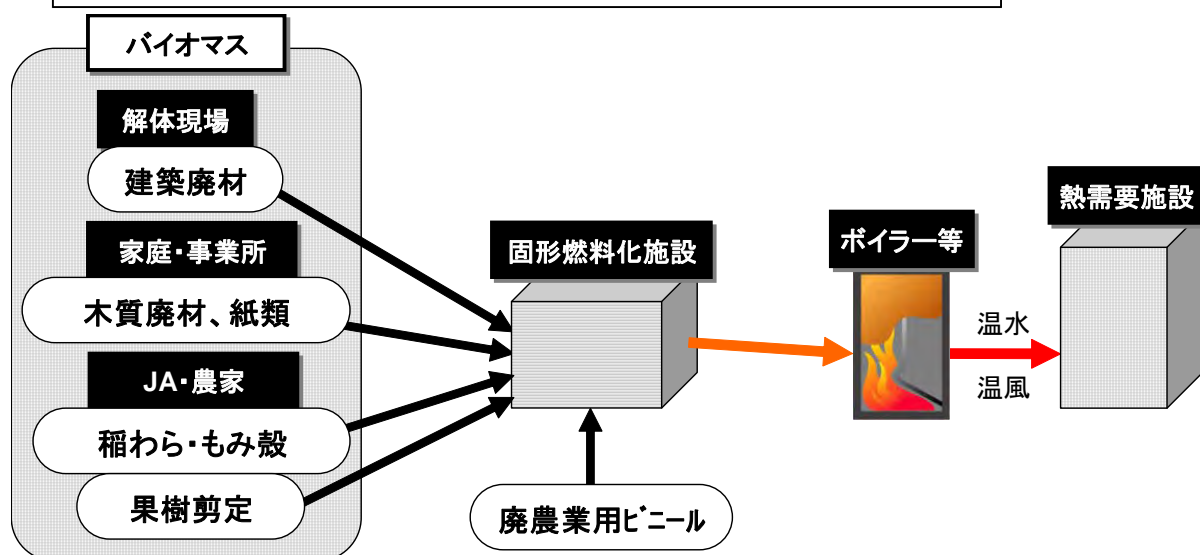 バイオマス
解体現場
建築廃材
家庭・事業所
木質廃材、紙類
JA・農家
稲わら・もみ殻
果樹剪定
固形燃料化施設
廃農業用ﾋﾞﾆｰﾙ
ボイラー等
温水
温風
熱需要施設